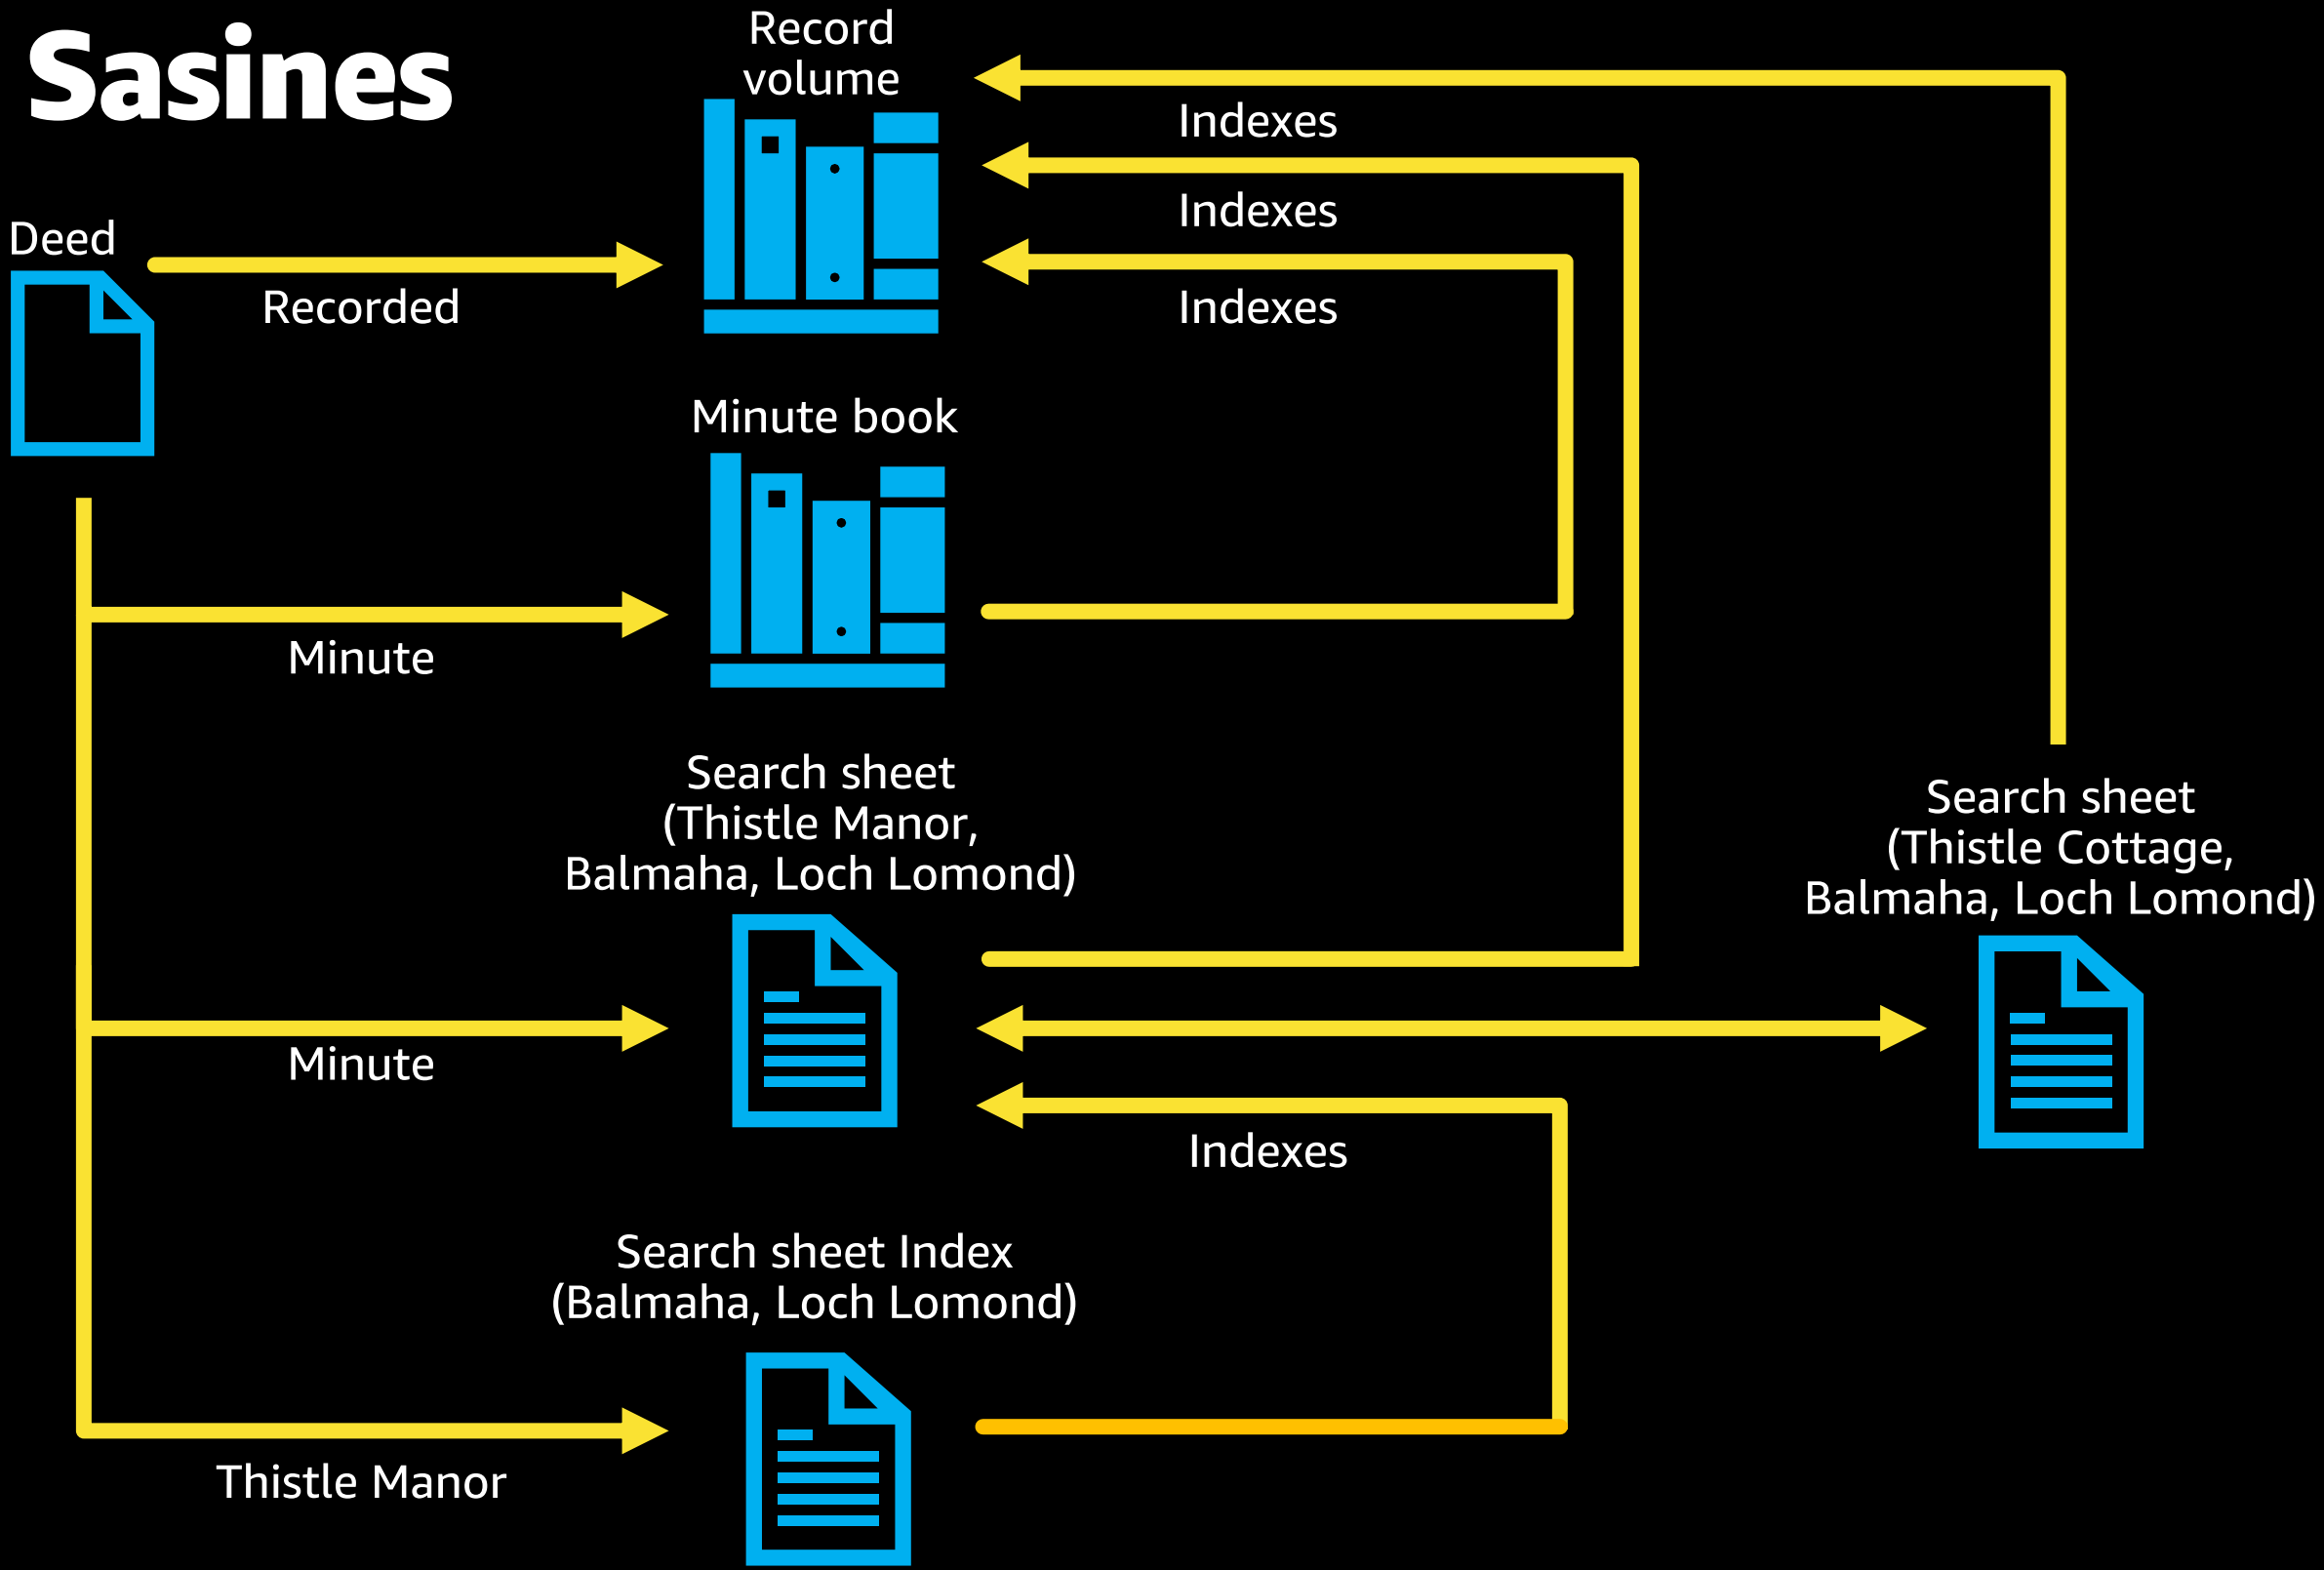 Sasines
Record
volume
Indexes
Indexes
Deed
Recorded
Indexes
Minute book
Minute
Search sheet
(Thistle Manor,
Balmaha, Loch Lomond)
Search sheet
(Thistle Cottage,
Balmaha, Loch Lomond)
Minute
Indexes
Search sheet Index
(Balmaha, Loch Lomond)
Thistle Manor